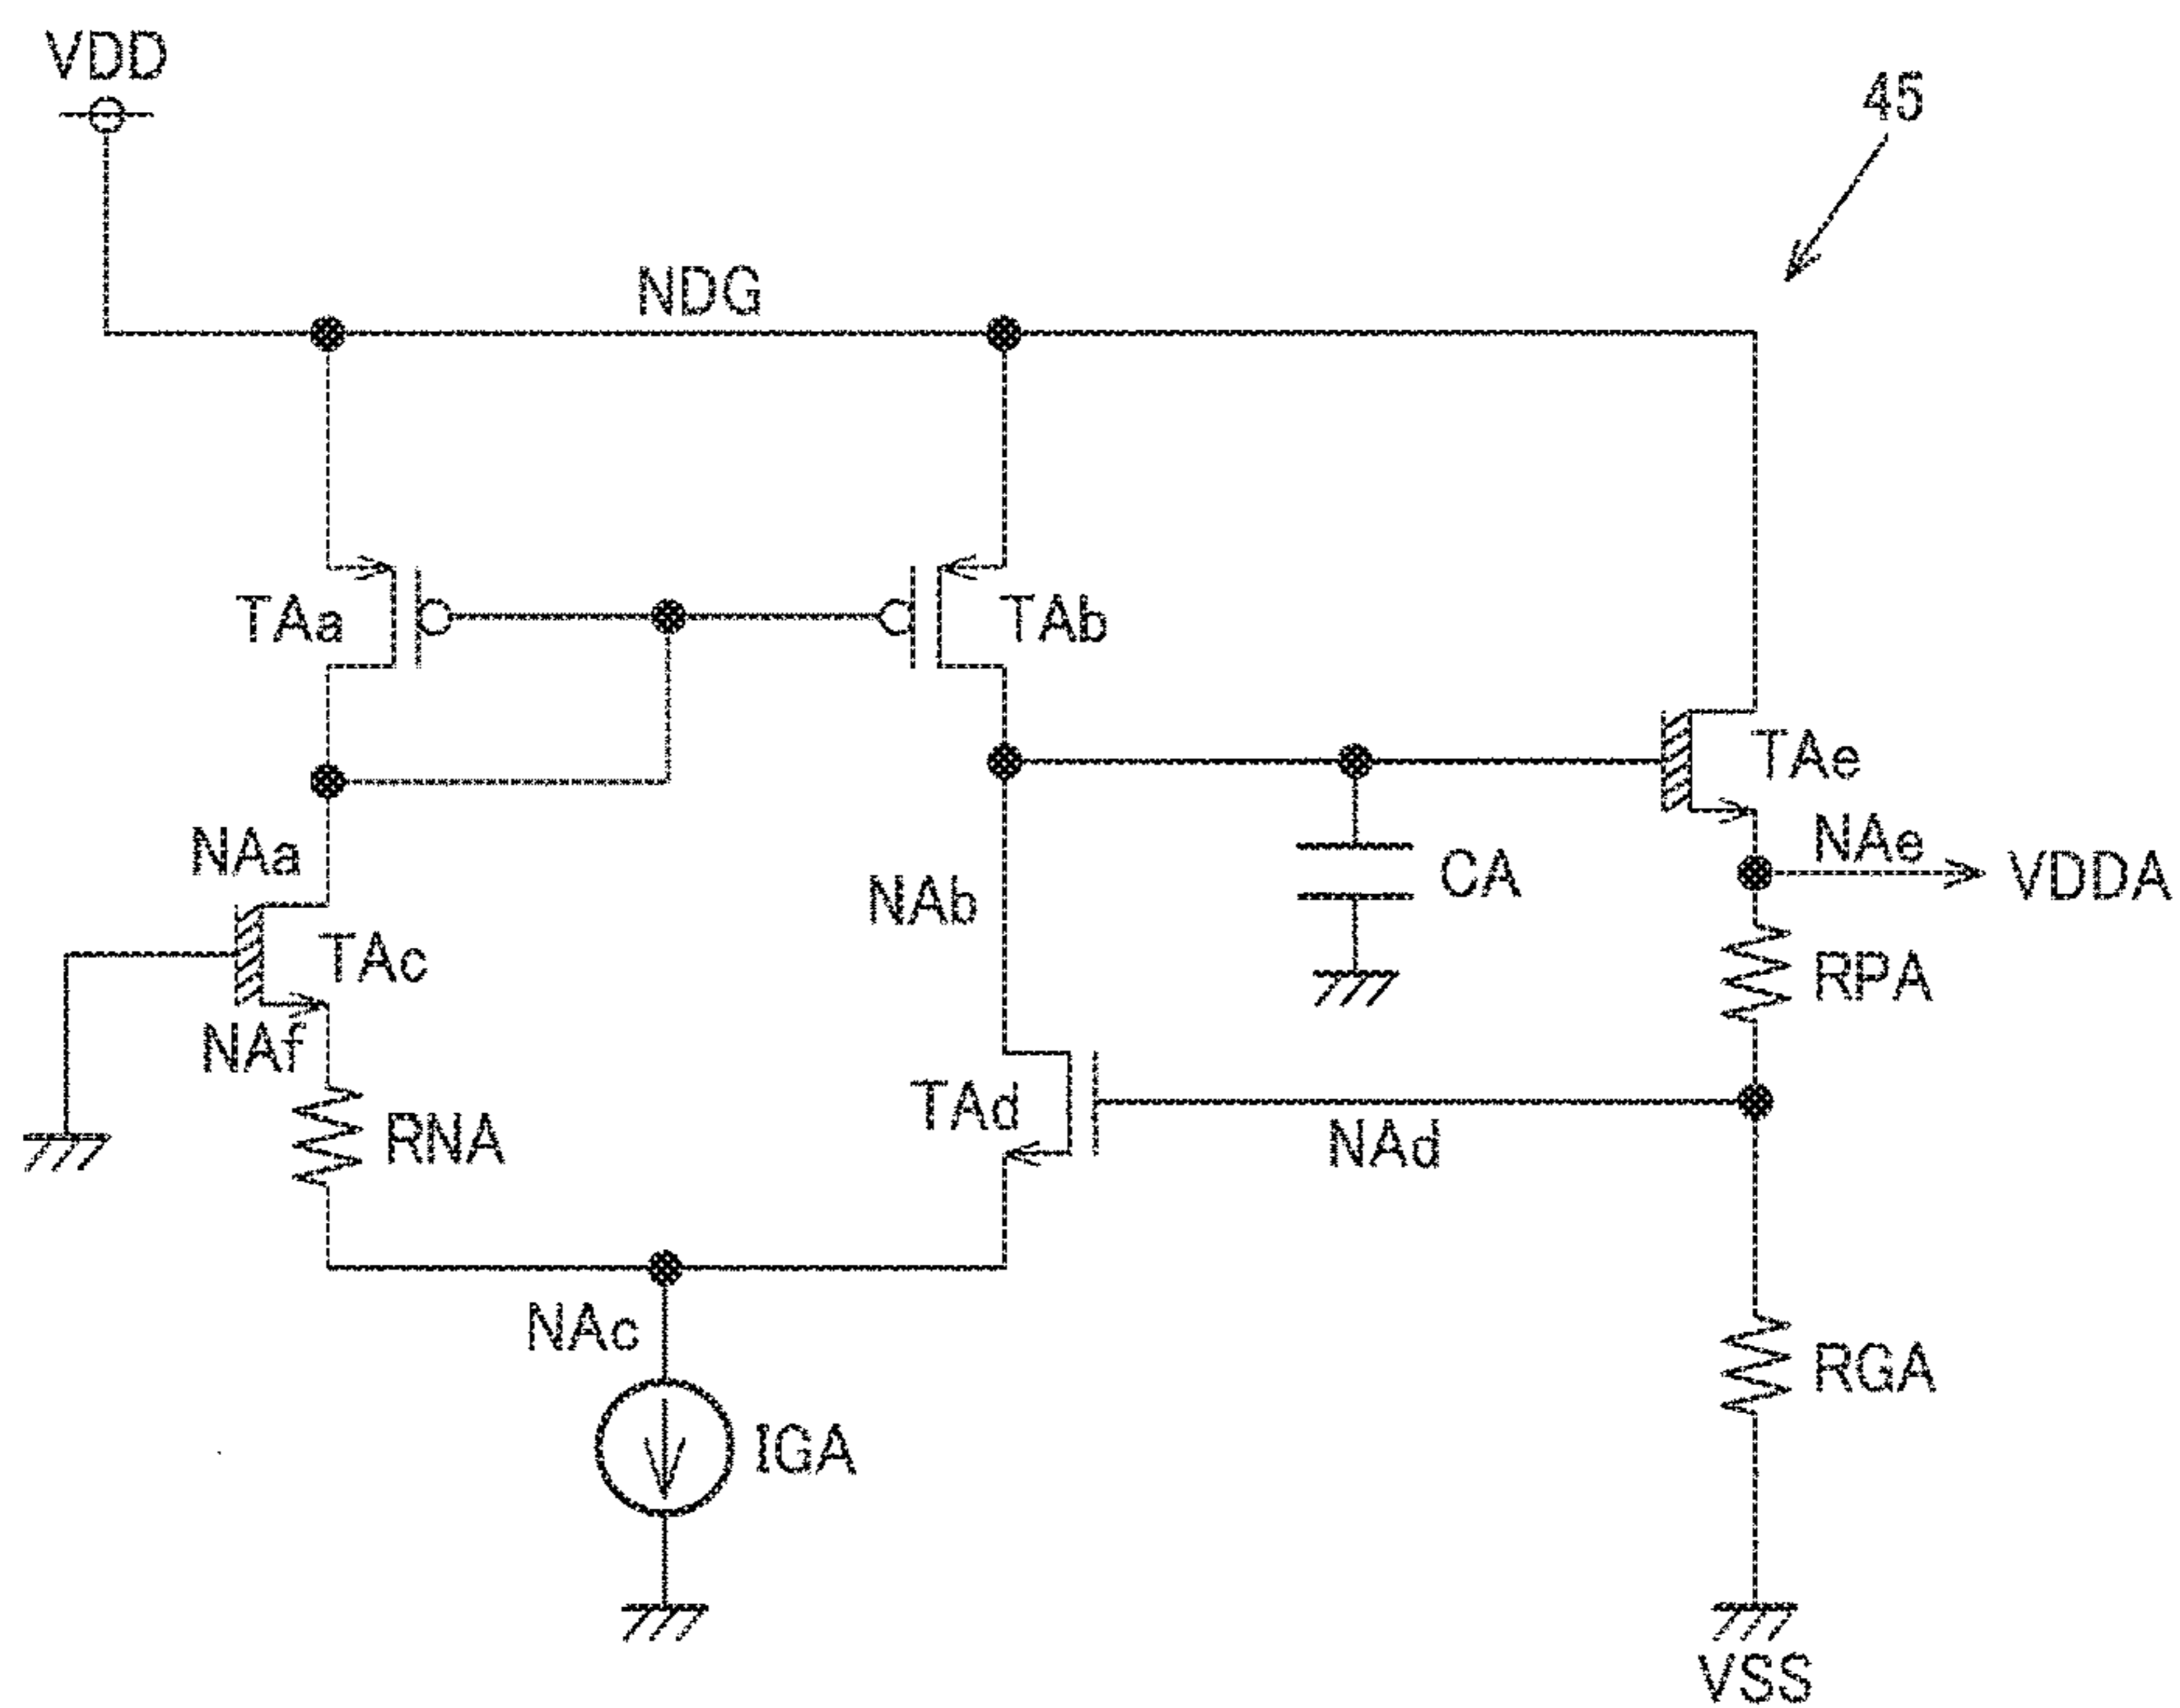 VDD
45
NDG
TAa
TAb
TAe
NAe
VDDA
NAa
NAb
CA
TAc
RPA
NAf
TAd
RNA
NAd
NAc
RGA
IGA
VSS